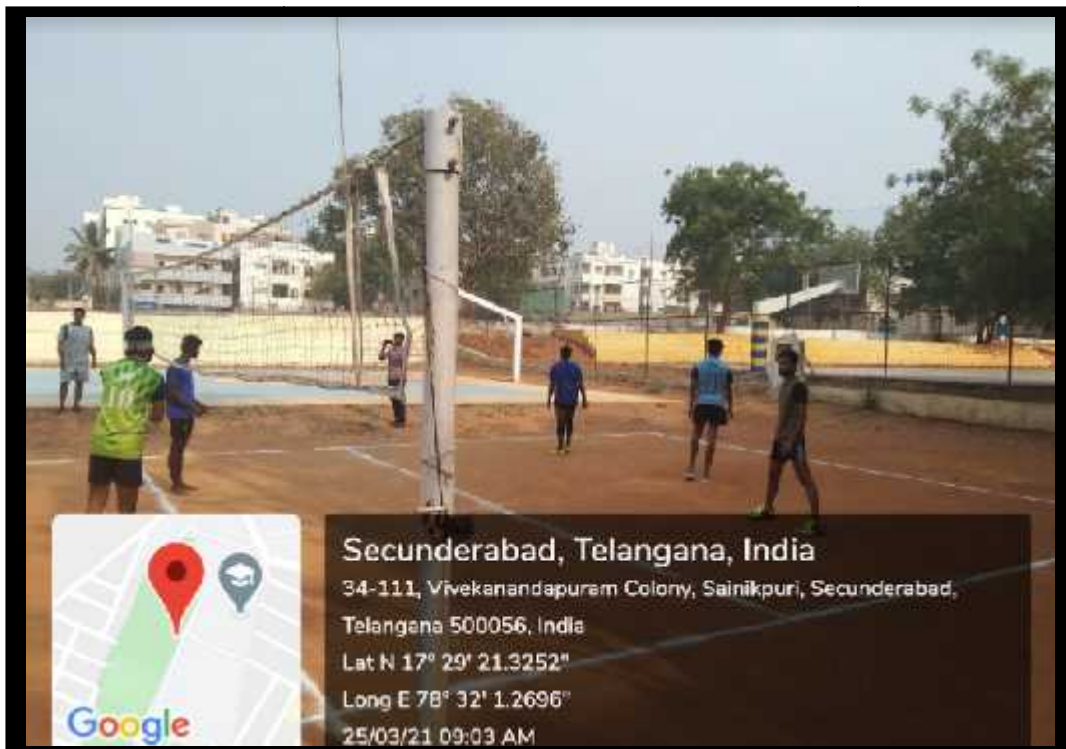 10
Secunderabad, Telangana, India
34-111, Vivekanandapuram Colony, Sainikpuri, Secunderabad,
Telangana 500056, India
Lat N 17° 29' 21.3252"
Long E 78° 32' 1.2696"
25/03/21 09:03 AM
Google